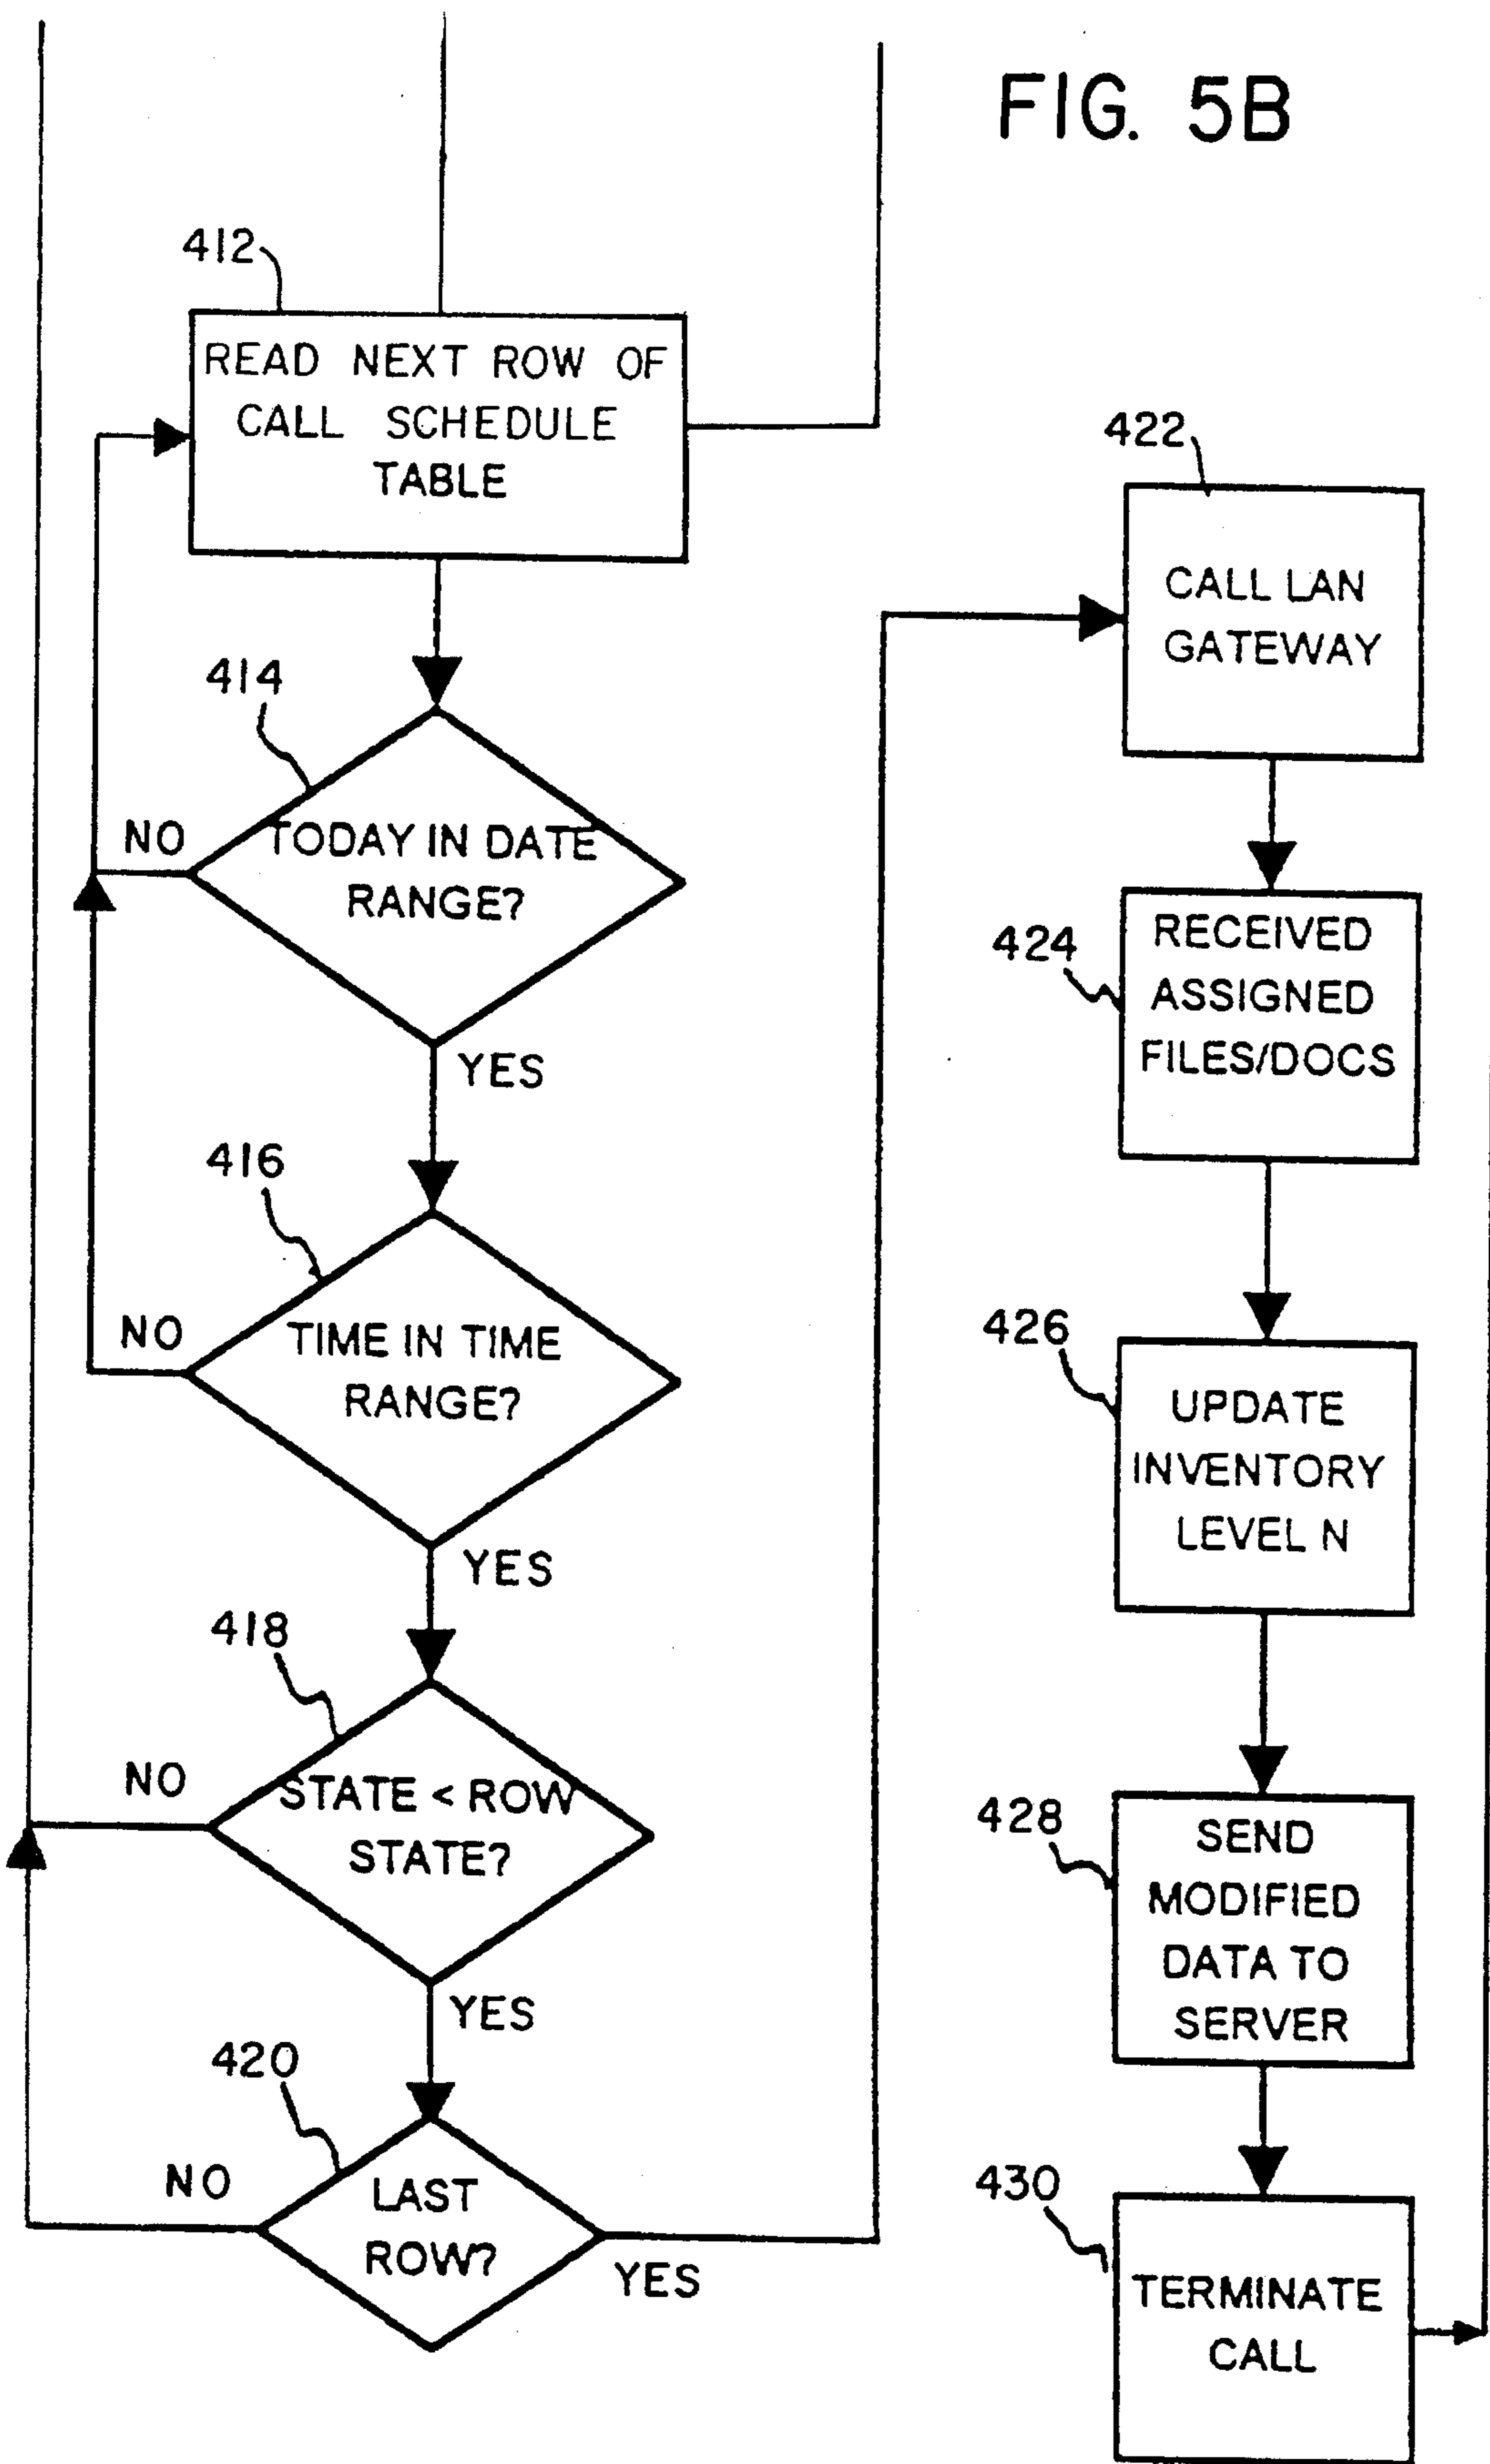 FIG. 5B
412
READ NEXT ROW OF
CALL SCHEDULE
TABLE
414
NO
TODAY IN DATE
RANGE?
YES
416
NO
TIME IN TIME
RANGE?
YES
418
NO
STATE < ROW
STATE?
YES
420
NO
LAST
ROW?
YES
422
CALL LAN
GATEWAY
424
RECEIVED
ASSIGNED
FILES/DOCS
426
UPDATE
INVENTORY
LEVEL N
428
SEND
MODIFIED
DATA TO
SERVER
430
TERMINATE
CALL